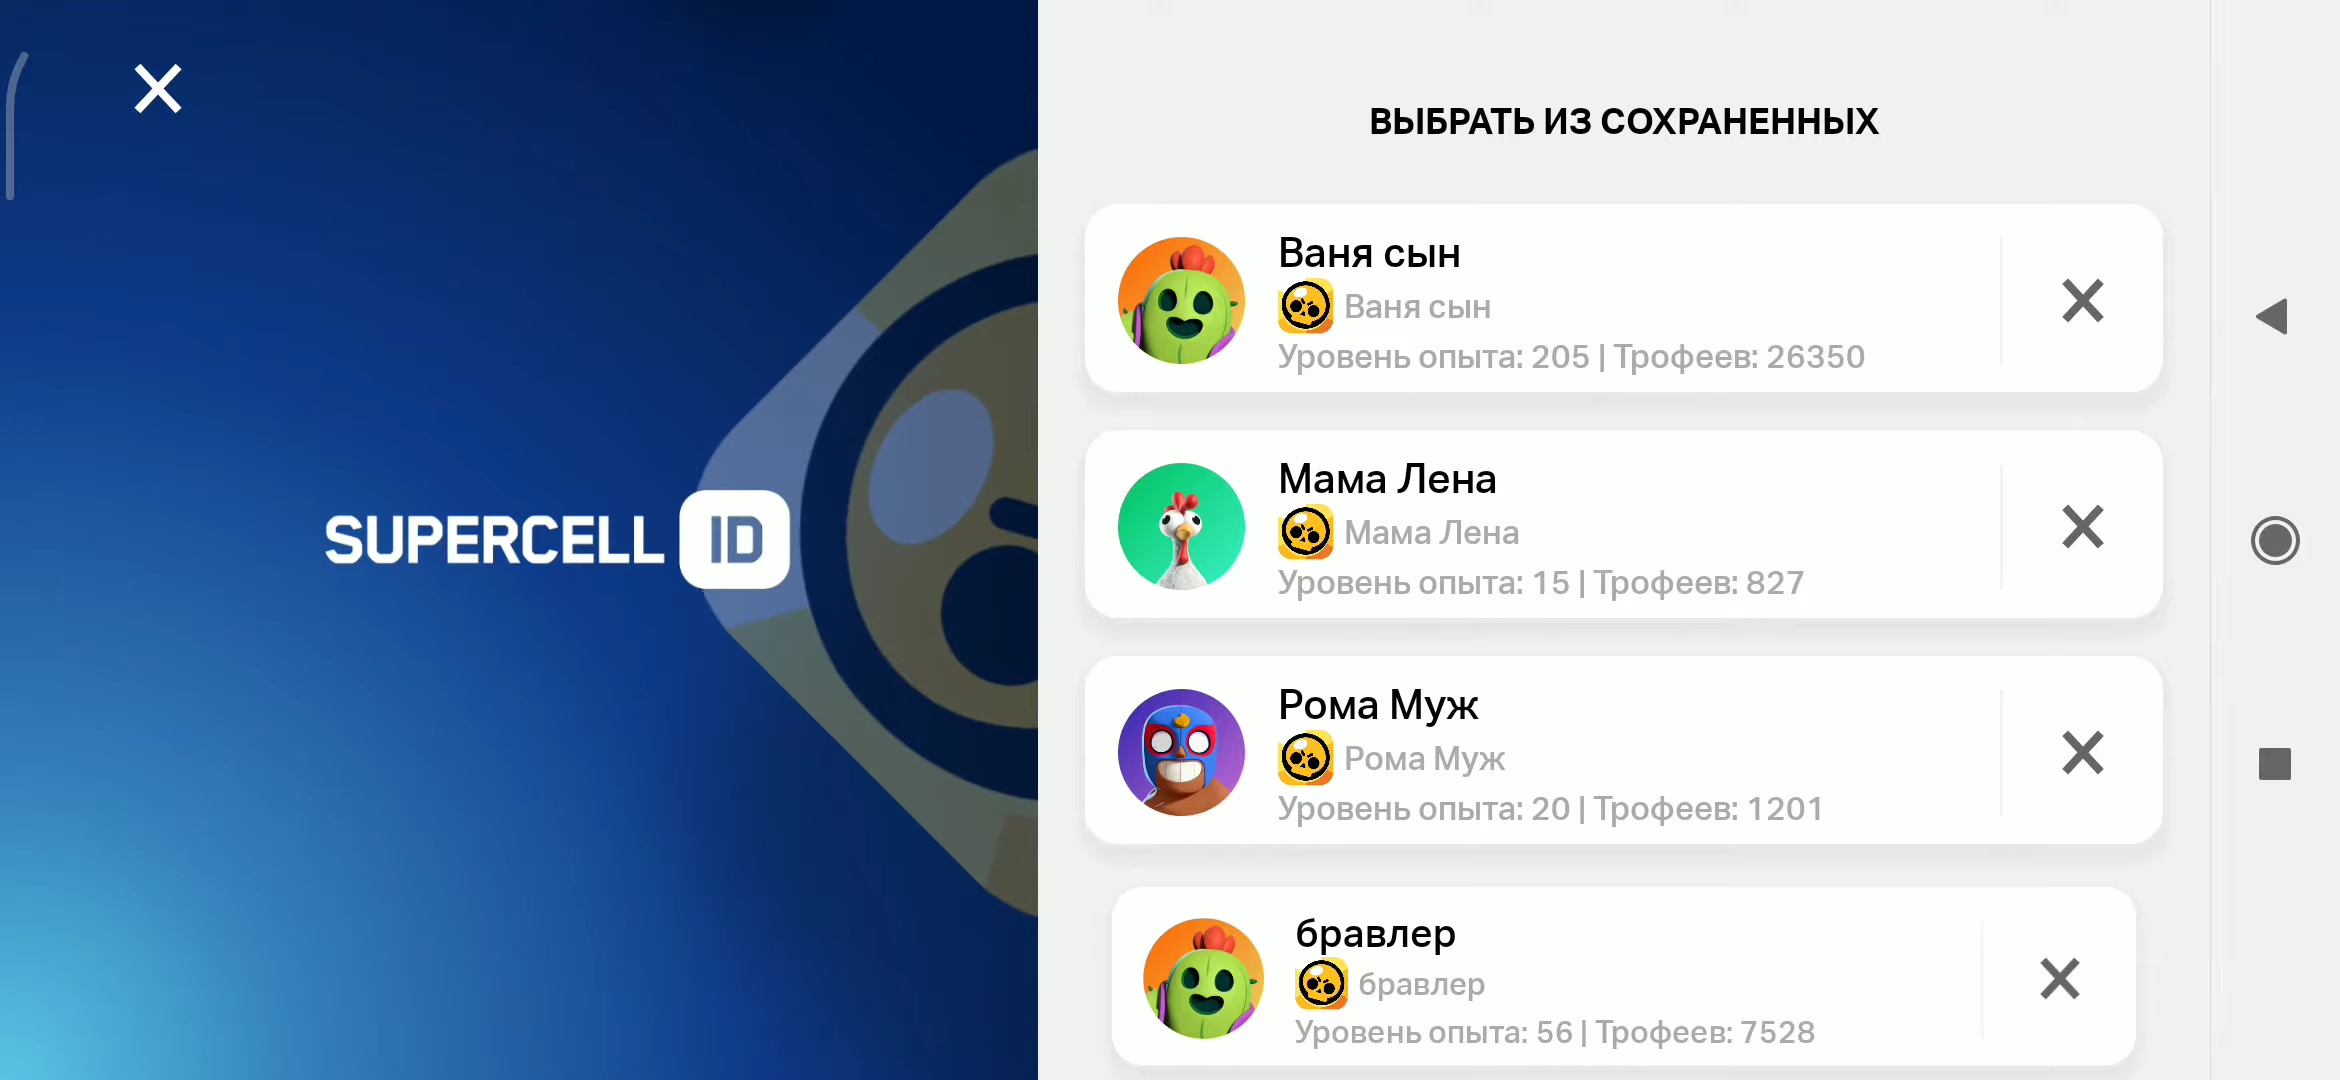 SUPERCELL ID
ВЫБРАТЬ ИЗ СОХРАНЕННЫХ
Ваня сын
Ваня сын
Уровень опыта: 205 | Трофеев: 26350
Мама Лена
Мама Лена
Уровень опыта: 15 | Трофеев: 827
Рома Муж
Рома Муж
Уровень опыта: 20 | Трофеев: 1201
бравлер
бравлер
Уровень опыта: 56 | Трофеев: 7528